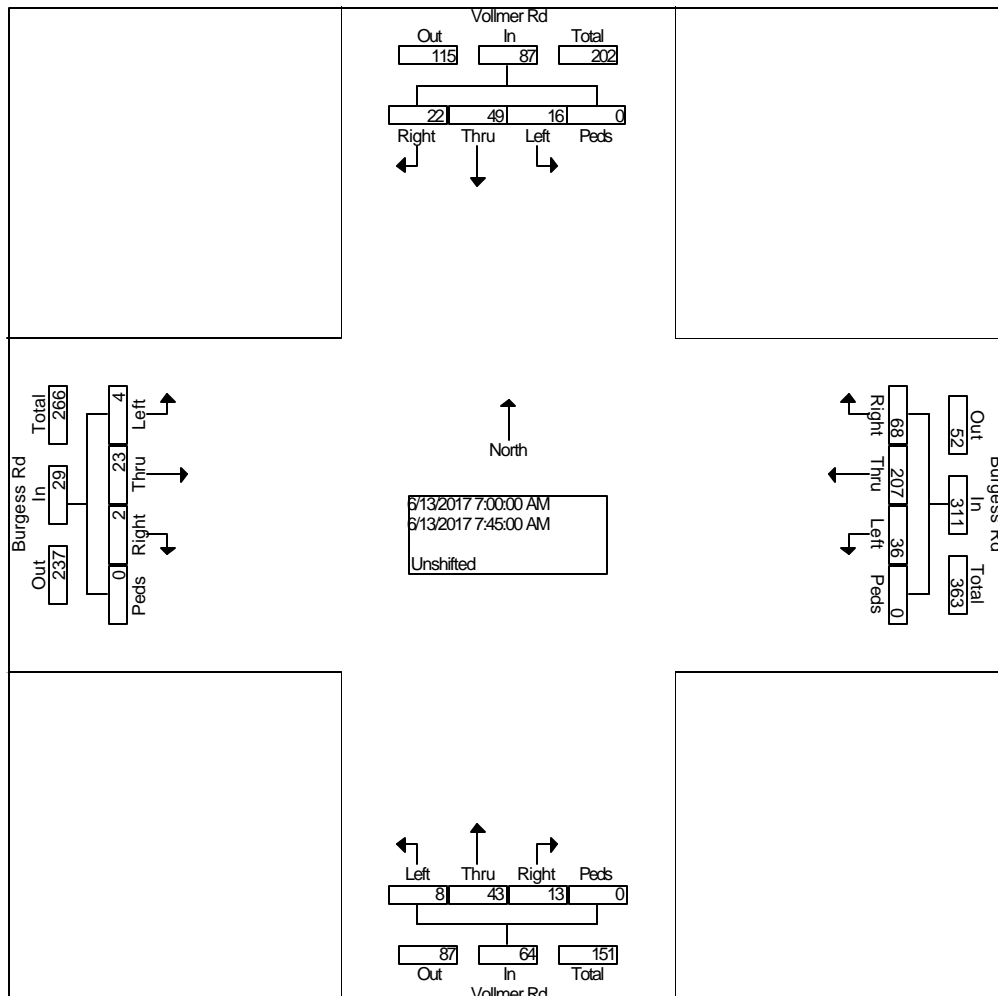 Vollmer Rd
Out In Total
115 87 202
22 49 16 0
Right Thru Left Peds
Burgess Rd
Total In Out
266 29 237
4 23 2 0
Left Thru Right Peds
North
6/13/2017 7:00:00 AM
6/13/2017 7:45:00 AM
Unshifted
Right Thru Left Peds
68 207 36 0
Out In Total
52 311 363
Burgess Rd
Left Thru Right Peds
8 43 13 0
87 64 151
Out In Total
Vollmer Rd